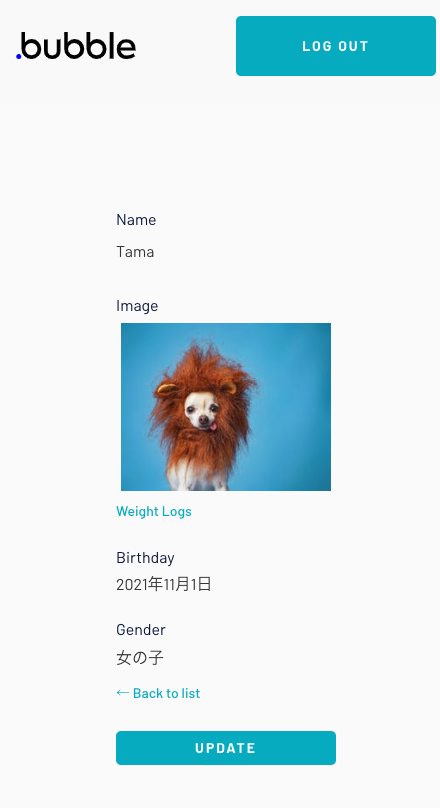 .bubble
LOG OUT
Name
Tama
Image
Weight Logs
Birthday
2021年11月1日
Gender
女の子
← Back to list
UPDATE